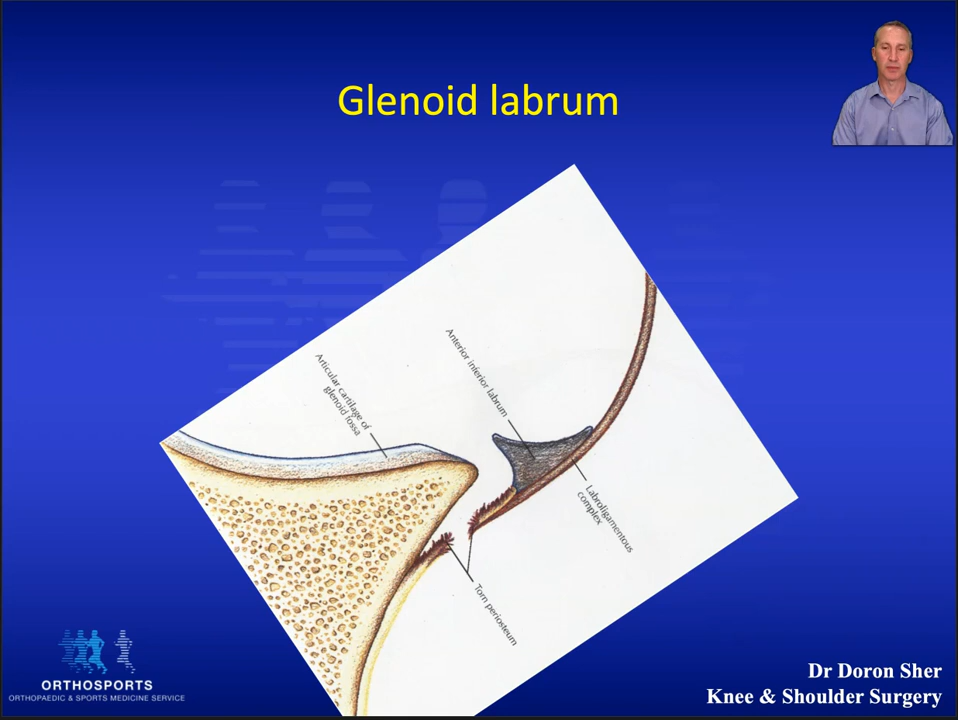 Glenoid labrum
Anterior inferior labrum
Articular cartilage of
glenoid fossa
Labroligamentous
complex
Torn periosteum
ORTHOSPORTS
ORTHOPAEDIC & SPORTS MEDICINE SERVICE
Dr Doron Sher
Knee & Shoulder Surgery